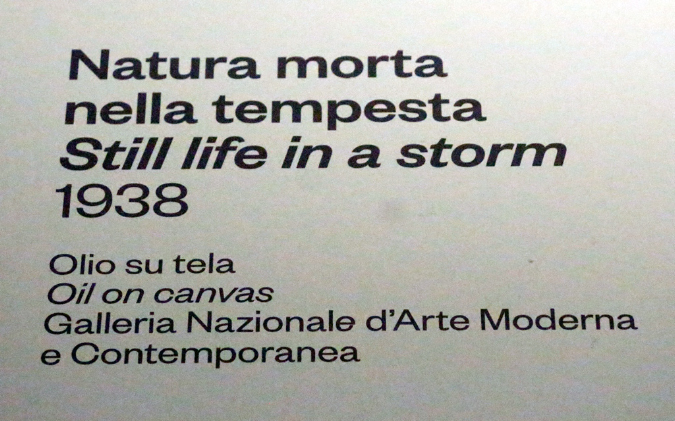 Natura morta
nella tempesta
Still life in a storm
1938
Olio su tela
Oil on canvas
Galleria Nazionale d'Arte Moderna
e Contemporanea